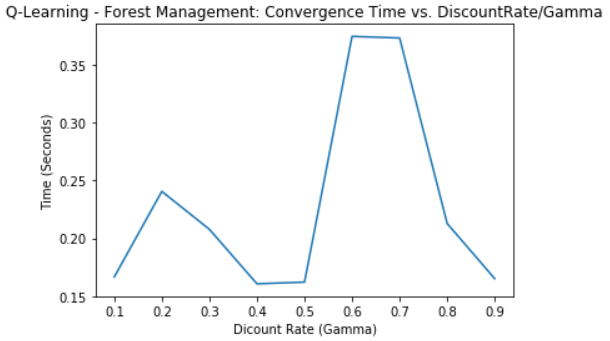 Q-Learning - Forest Management: Convergence Time vs. DiscountRate/Gamma
0.35
0.30
0.25
0.20
0.15
Time (Seconds)
0.1 0.2 0.3 0.4 0.5 0.6 0.7 0.8 0.9
Dicount Rate (Gamma)